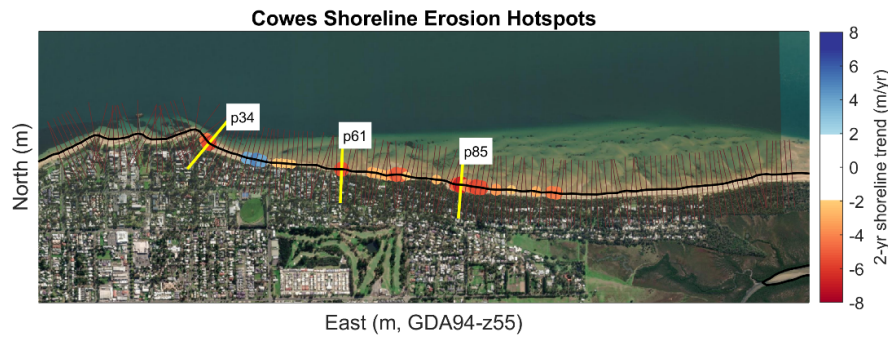 Cowes Shoreline Erosion Hotspots
p34
p61
p85
North (m)
East (m, GDA94-z55)
8
6
4
2
0
-2
-4
-6
-8
2-yr shoreline trend (m/yr)